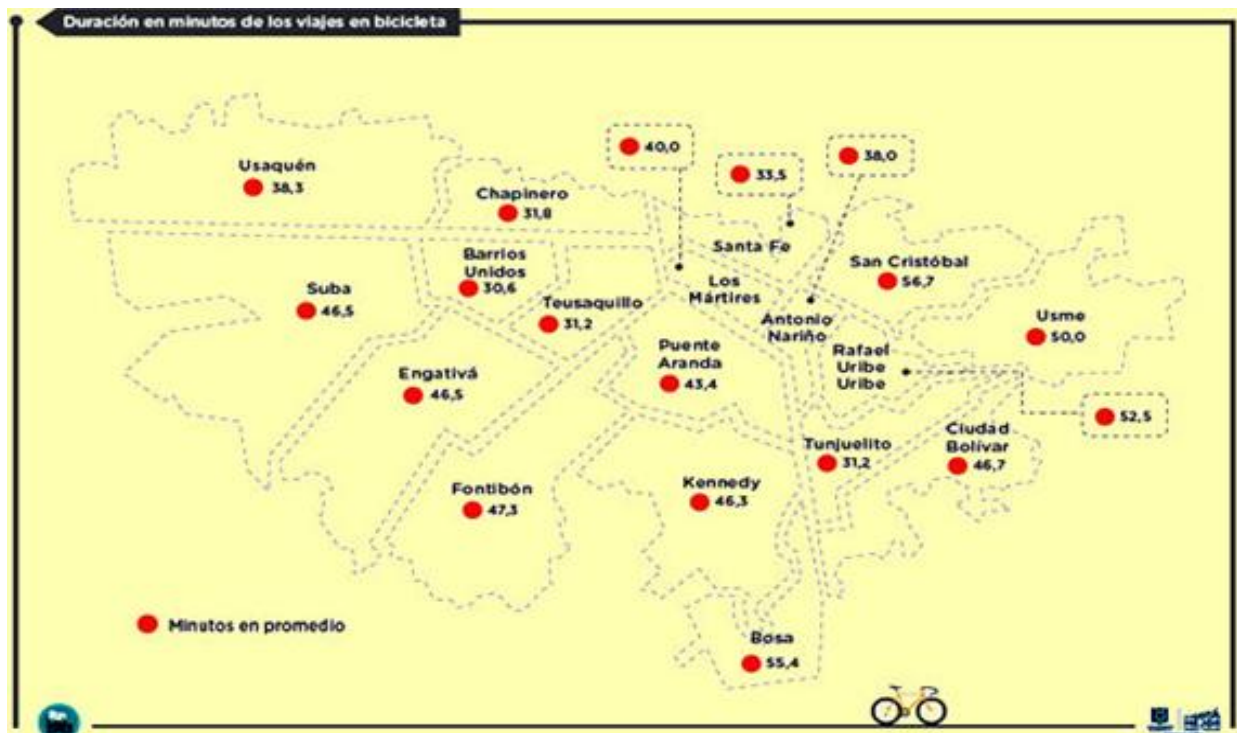 Duración en minutos de los viajes en bicicleta
40,0
38,0
33,5
Usaquén
38,3
Chapinero
31,8
Santa Fe
Barrios
Unidos
30,6
San Cristóbal
56,7
Los
Mártires
Suba
46,5
Teusaquillo
31,2
Antonio
Nariño
Usme
50,0
Puente
Aranda
43,4
Rafael
Uribe
Uribe
52,5
Engativá
46,5
Tunjuelito
31,2
Ciudad
Bolívar
46,7
Fontibón
47,3
Kennedy
46,3
Minutos en promedio
Bosa
55,4